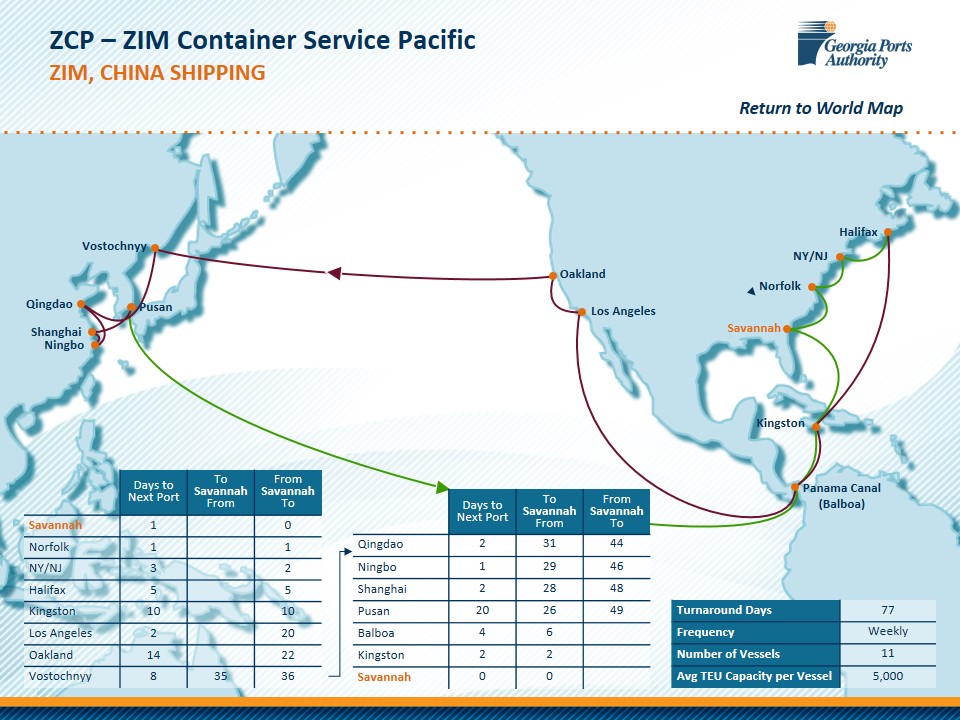 ZCP – ZIM Container Service Pacific
ZIM, CHINA SHIPPING
Georgia Ports
Authority
Return to World Map
Vostochnyy
Qingdao
Pusan
Shanghai
Ningbo
Oakland
Los Angeles
Halifax
NY/NJ
Norfolk
Savannah
Kingston
Panama Canal
(Balboa)
Days to Next Port To Savannah From From Savannah To
Savannah 1 0
Norfolk 1 1
NY/NJ 3 2
Halifax 5 5
Kingston 10 10
Los Angeles 2 20
Oakland 14 22
Vostochnyy 8 35 36
Days to Next Port To Savannah From From Savannah To
Qingdao 2 31 44
Ningbo 1 29 46
Shanghai 2 28 48
Pusan 20 26 49
Balboa 4 6
Kingston 2 2
Savannah 0 0
Turnaround Days 77
Frequency Weekly
Number of Vessels 11
Avg TEU Capacity per Vessel 5,000